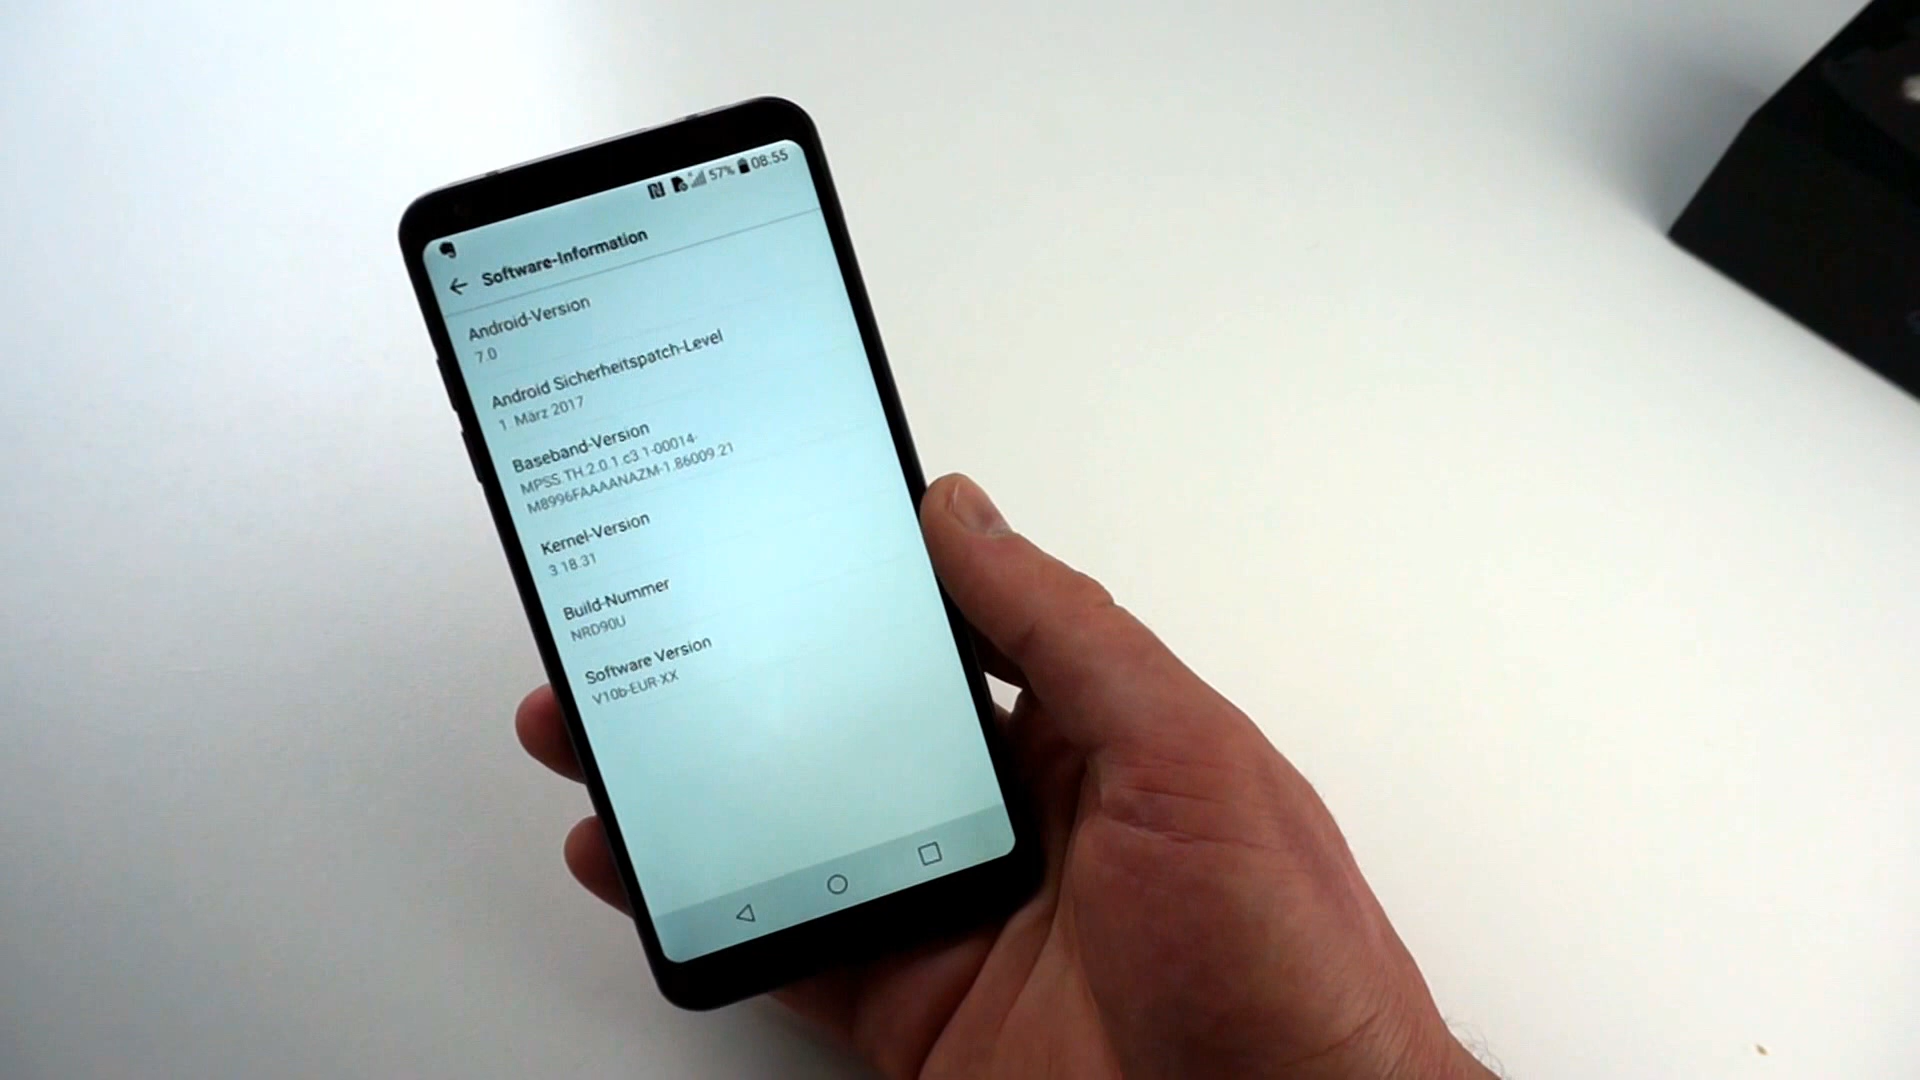 57% 08:55
Software-Information
Android-Version
7.0
Android Sicherheitspatch-Level
1. März 2017
Baseband-Version
MPSS.TH.2.0.1.c3.1-00014-
M8996FAAAANAZM-1.86009.21
Kernel-Version
3.18.31
Build-Nummer
NRD90U
Software Version
V10b-EUR-XX